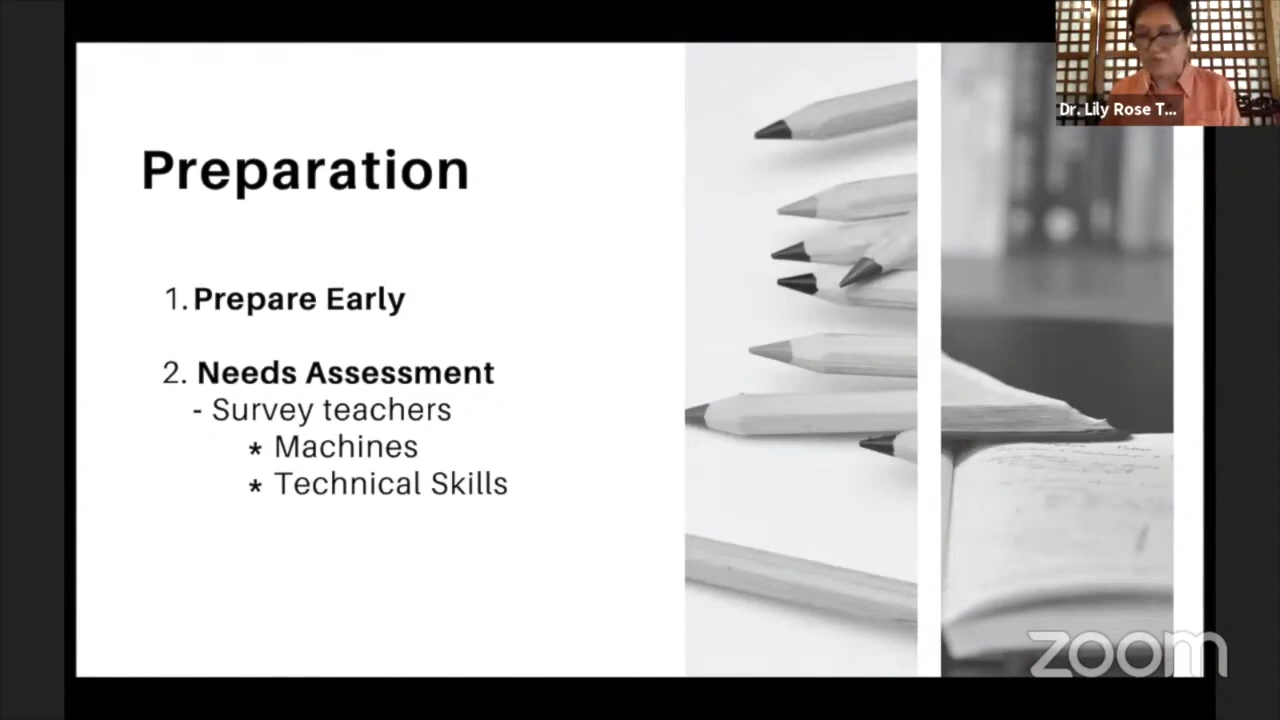 Dr. Lily Rose T...
Preparation
1. Prepare Early
2. Needs Assessment
- Survey teachers
* Machines
* Technical Skills
zoom